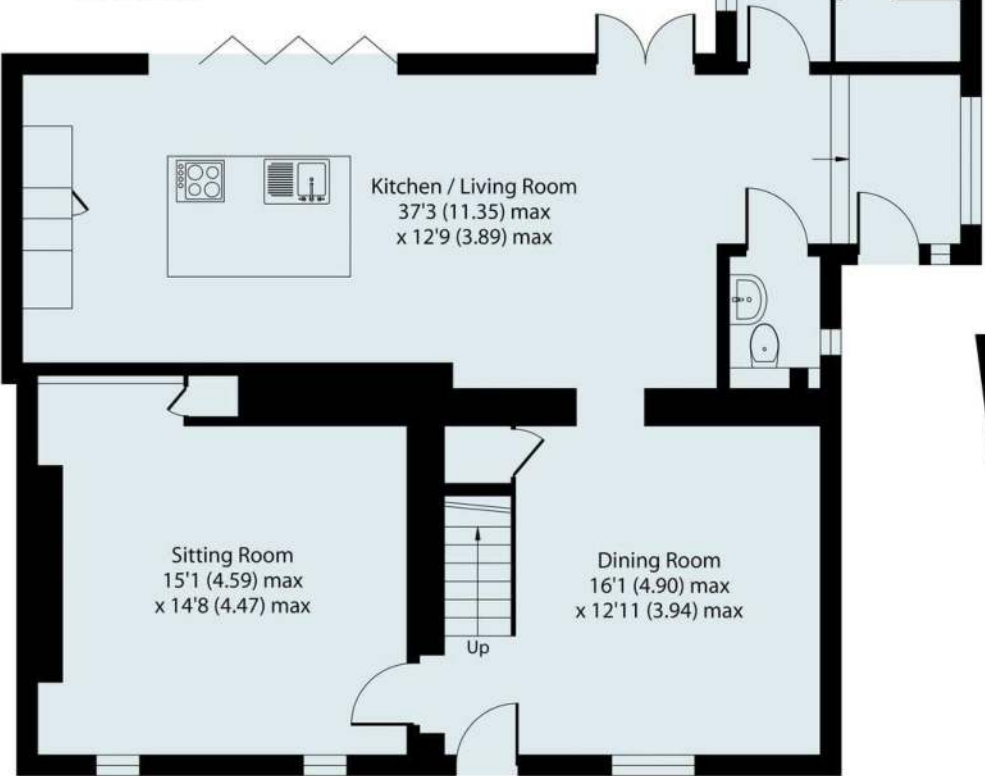 Kitchen / Living Room
37'3 (11.35) max
x 12'9 (3.89) max
Sitting Room
15'1 (4.59) max
x 14'8 (4.47) max
Dining Room
16'1 (4.90) max
x 12'11 (3.94) max
Up